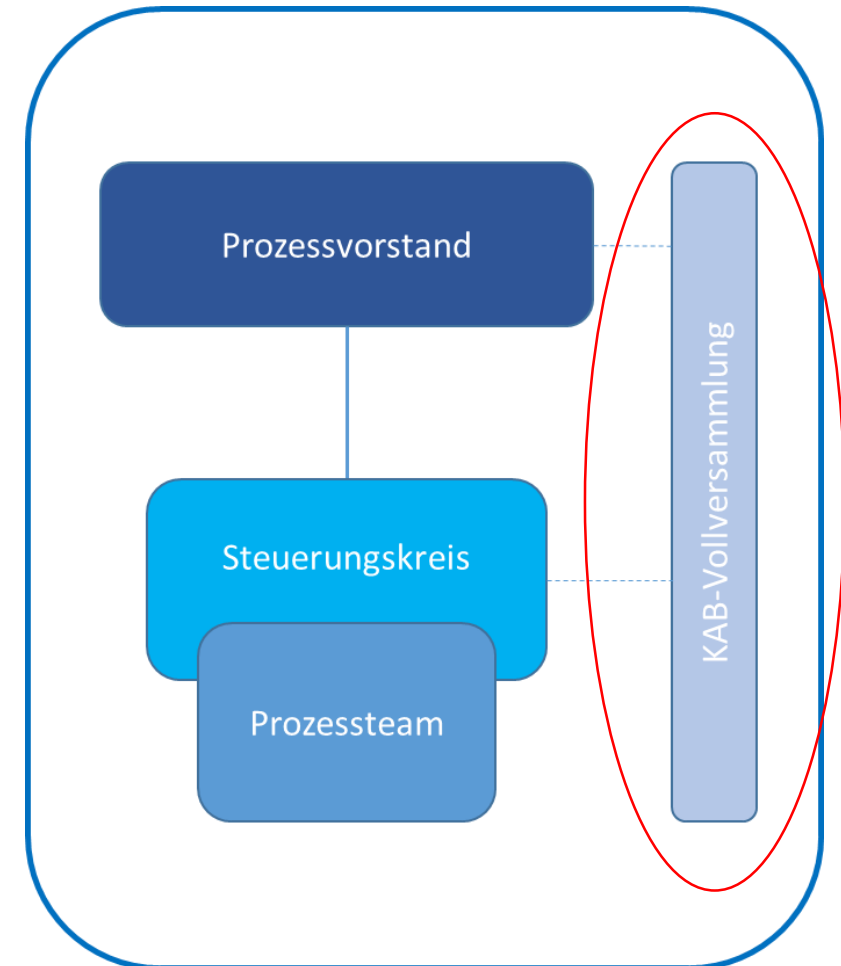 Prozessvorstand
Steuerungskreis
Prozessteam
KAB-Vollversammlung